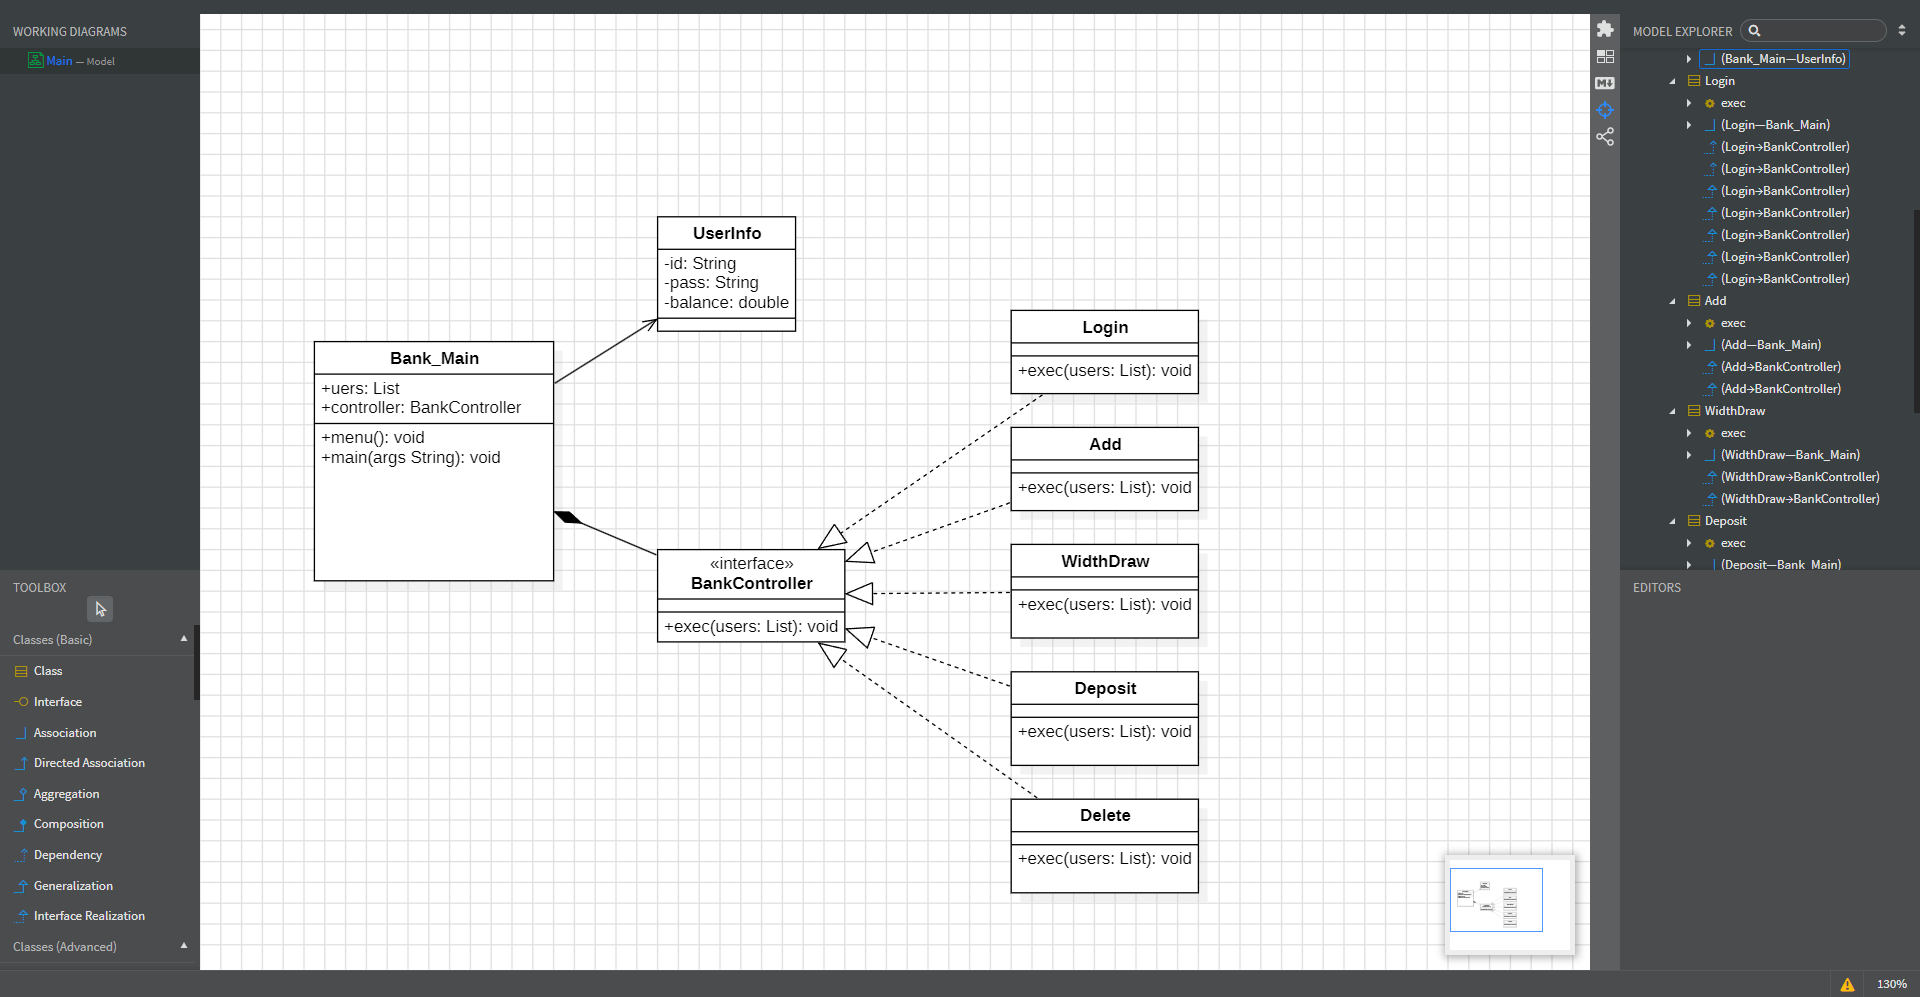 WORKING DIAGRAMS
Main — Model
TOOLBOX
Classes (Basic)
Class
Interface
Association
Directed Association
Aggregation
Composition
Dependency
Generalization
Interface Realization
Classes (Advanced)
UserInfo
-id: String
-pass: String
-balance: double
Bank_Main
+uers: List
+controller: BankController
+menu(): void
+main(args String): void
«interface»
BankController
+exec(users: List): void
Login
+exec(users: List): void
Add
+exec(users: List): void
WidthDraw
+exec(users: List): void
Deposit
+exec(users: List): void
Delete
+exec(users: List): void
MODEL EXPLORER
(Bank_Main—UserInfo)
Login
exec
(Login—Bank_Main)
(Login→BankController)
(Login→BankController)
(Login→BankController)
(Login→BankController)
(Login→BankController)
(Login→BankController)
(Login→BankController)
Add
exec
(Add—Bank_Main)
(Add→BankController)
(Add→BankController)
WidthDraw
exec
(WidthDraw—Bank_Main)
(WidthDraw→BankController)
(WidthDraw→BankController)
Deposit
exec
(Deposit—Bank_Main)
EDITORS
130%